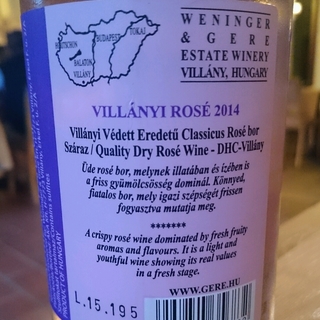 WENINGER
& GERE
ESTATE WINERY
VILLÁNY, HUNGARY
BUDAPEST
TOKAJ
BALATON
VILLÁNY
VILLÁNYI ROSÉ 2014
Villányi Védett Eredetű Classicus Rosé bor
Száraz / Quality Dry Rosé Wine - DHC-Villány
Üde rosé bor, melynek illatában és ízében is
a friss gyümölcsösség dominál. Könnyed,
fiatalos bor, mely igazi szépségét frissen
fogyasztva mutatja meg.
*******
A crispy rosé wine dominated by fresh fruity
aromas and flavours. It is a light and
youthful wine showing its real values
in a fresh stage.
WWW.GERE.HU
L.15.195
PRODUCT OF HUNGARY